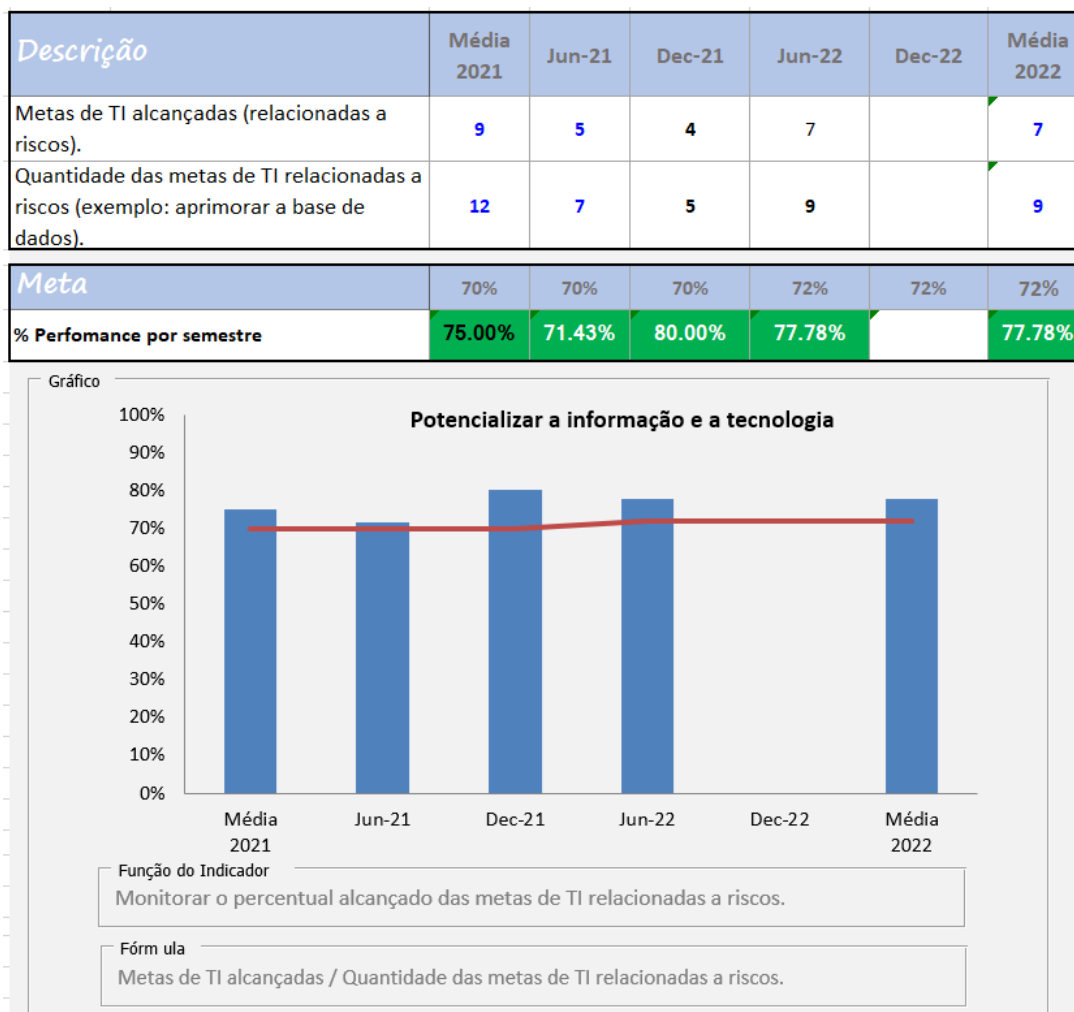 Descrição
Média
2021
Jun-21
Dec-21
Jun-22
Dec-22
Média
2022
Metas de TI alcançadas (relacionadas a
riscos).
9
5
4
7
7
Quantidade das metas de TI relacionadas a
riscos (exemplo: aprimorar a base de
dados).
12
7
5
9
9
Meta
70%
70%
70%
72%
72%
72%
% Perfomance por semestre
75.00%
71.43%
80.00%
77.78%
77.78%
Gráfico
Potencializar a informação e a tecnologia
100%
90%
80%
70%
60%
50%
40%
30%
20%
10%
0%
Média
2021
Jun-21
Dec-21
Jun-22
Dec-22
Média
2022
Função do Indicador
Monitorar o percentual alcançado das metas de TI relacionadas a riscos.
Fórm ula
Metas de TI alcançadas / Quantidade das metas de TI relacionadas a riscos.